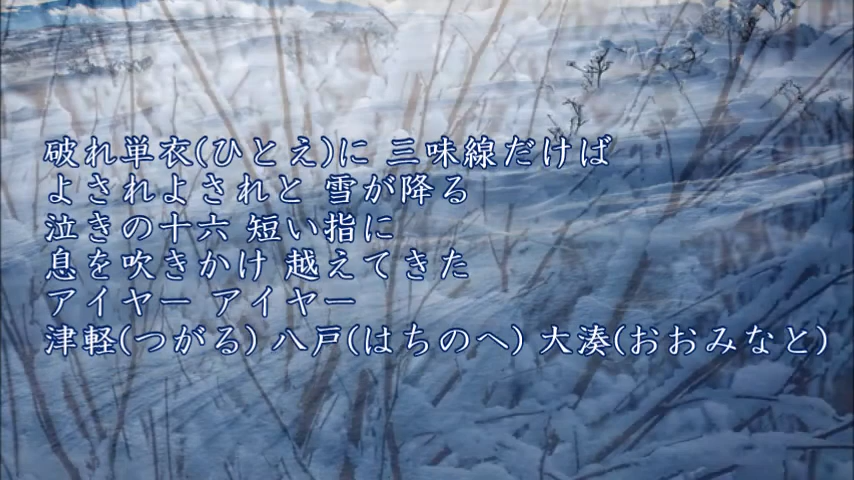 破れ単衣(ひとえ)に 三味線だけば
よされよされと 雪が降る
泣きの十六 短い指に
息を吹きかけ 越えてきた
アイヤー アイヤー
津軽(つがる) 八戸(はちのへ) 大湊(おおみなと)